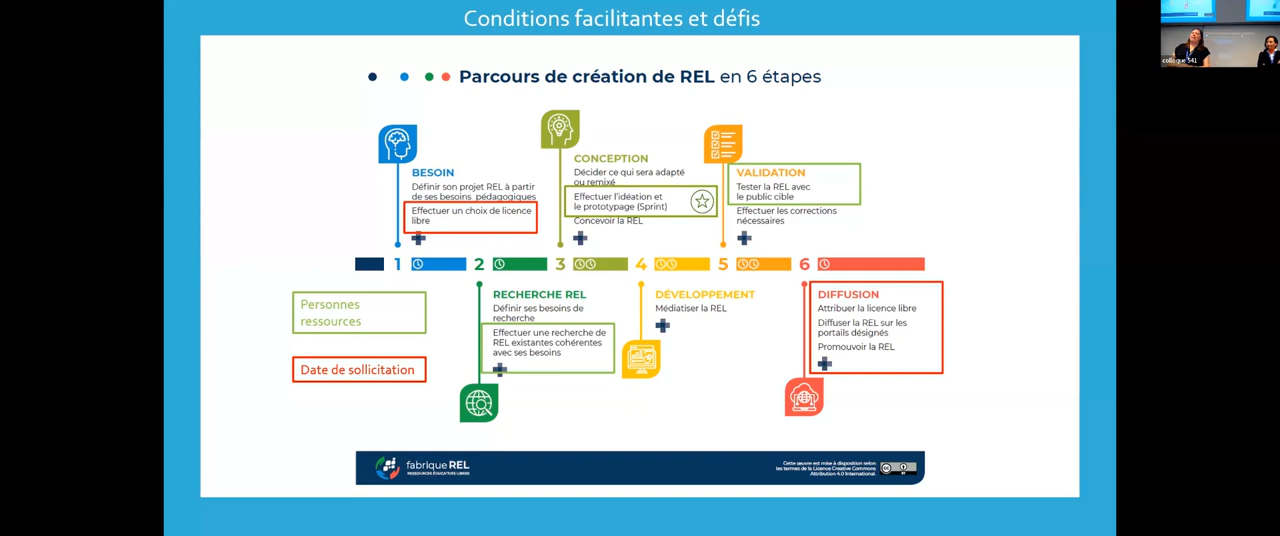 Conditions facilitantes et défis
colloque 541
Parcours de création de REL en 6 étapes
BESOIN
Définir son projet REL à partir
de ses besoins pédagogiques
Effectuer un choix de licence
libre
CONCEPTION
Décider ce qui sera adapté
ou remixé
Effectuer l'idéation et
le prototypage (Sprint)
Concevoir la REL
VALIDATION
Tester la REL avec
le public cible
Effectuer les corrections
nécessaires
1 2 3 4 5 6
Personnes
ressources
Date de sollicitation
RECHERCHE REL
Définir ses besoins de
recherche
Effectuer une recherche de
REL existantes cohérentes
avec ses besoins
DÉVELOPPEMENT
Médiatiser la REL
DIFFUSION
Attribuer la licence libre
Diffuser la REL sur les
portails désignés
Promouvoir la REL
fabriqueREL
RESSOURCES ÉDUCATIVES LIBRES
Cette œuvre est mise à disposition selon
les termes de la Licence Creative Commons
Attribution 4.0 International.
CC
BY